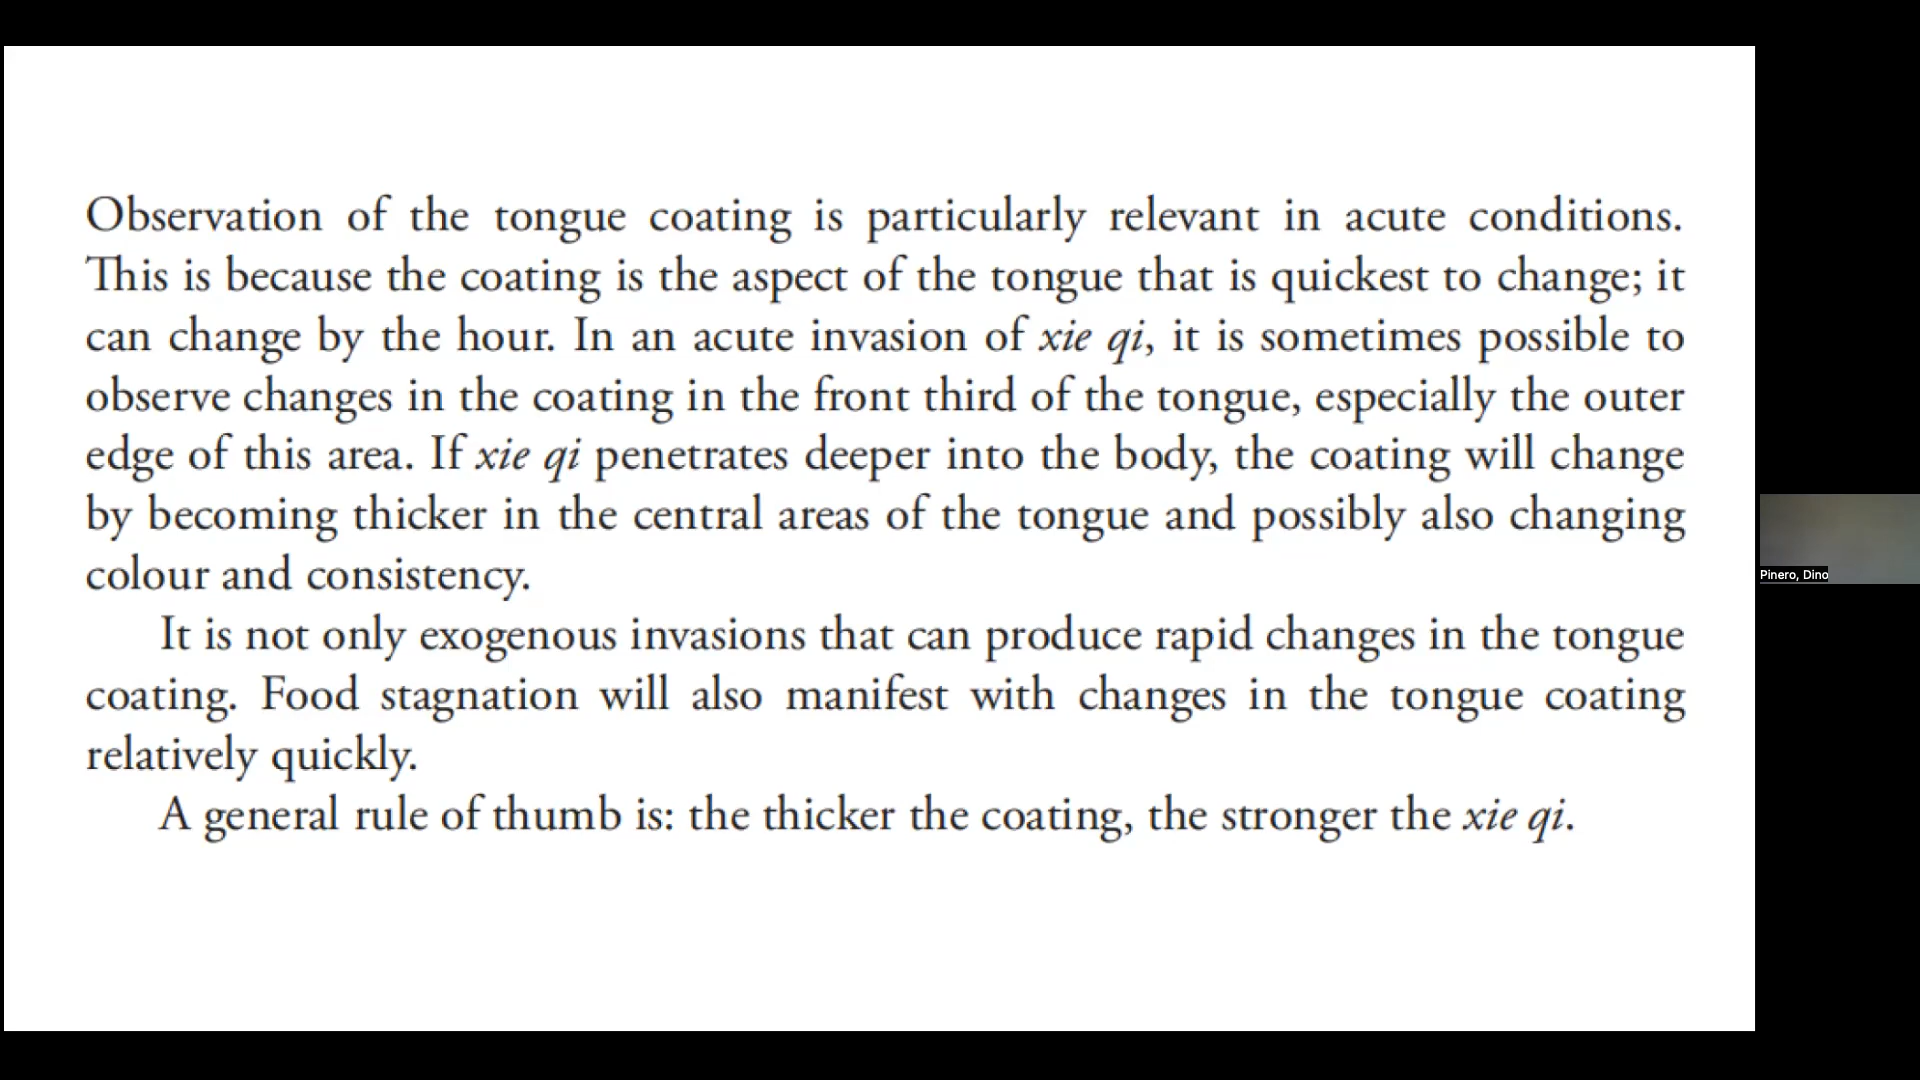 Observation of the tongue coating is particularly relevant in acute conditions.
This is because the coating is the aspect of the tongue that is quickest to change; it
can change by the hour. In an acute invasion of xie qi, it is sometimes possible to
observe changes in the coating in the front third of the tongue, especially the outer
edge of this area. If xie qi penetrates deeper into the body, the coating will change
by becoming thicker in the central areas of the tongue and possibly also changing
colour and consistency.
It is not only exogenous invasions that can produce rapid changes in the tongue
coating. Food stagnation will also manifest with changes in the tongue coating
relatively quickly.
A general rule of thumb is: the thicker the coating, the stronger the xie qi.
Pinero, Dino